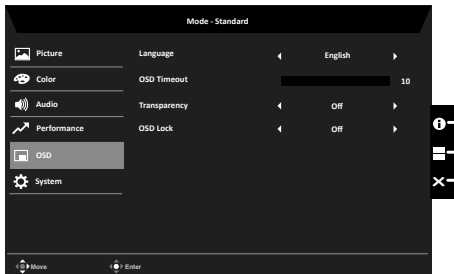 Mode - Standard
Picture
Language
English
Color
OSD Timeout
10
Audio
Transparency
Off
Performance
OSD Lock
Off
OSD
System
Move
Enter